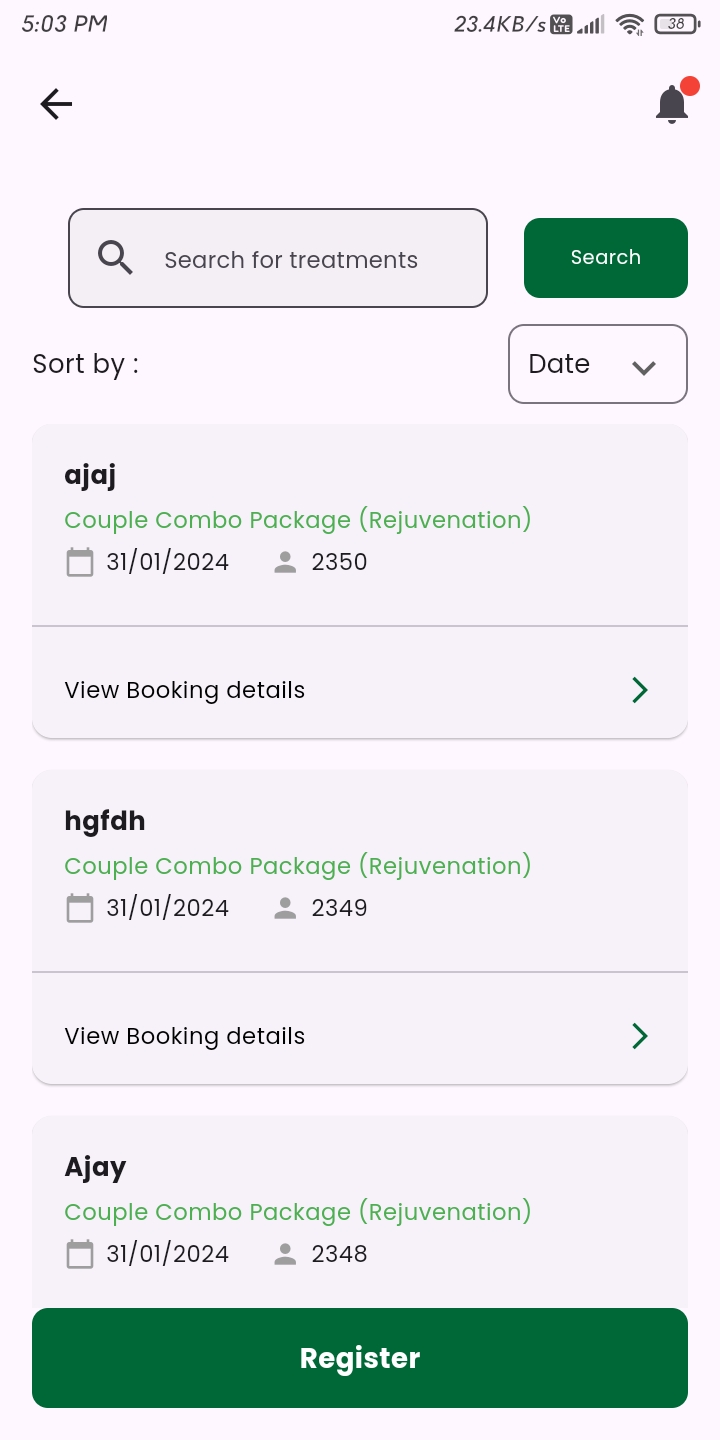 5:03 PM 23.4KB/s Vo LTE 38
Search for treatments Search
Sort by : Date
ajaj
Couple Combo Package (Rejuvenation)
31/01/2024 2350
View Booking details
hgfdh
Couple Combo Package (Rejuvenation)
31/01/2024 2349
View Booking details
Ajay
Couple Combo Package (Rejuvenation)
31/01/2024 2348
Register